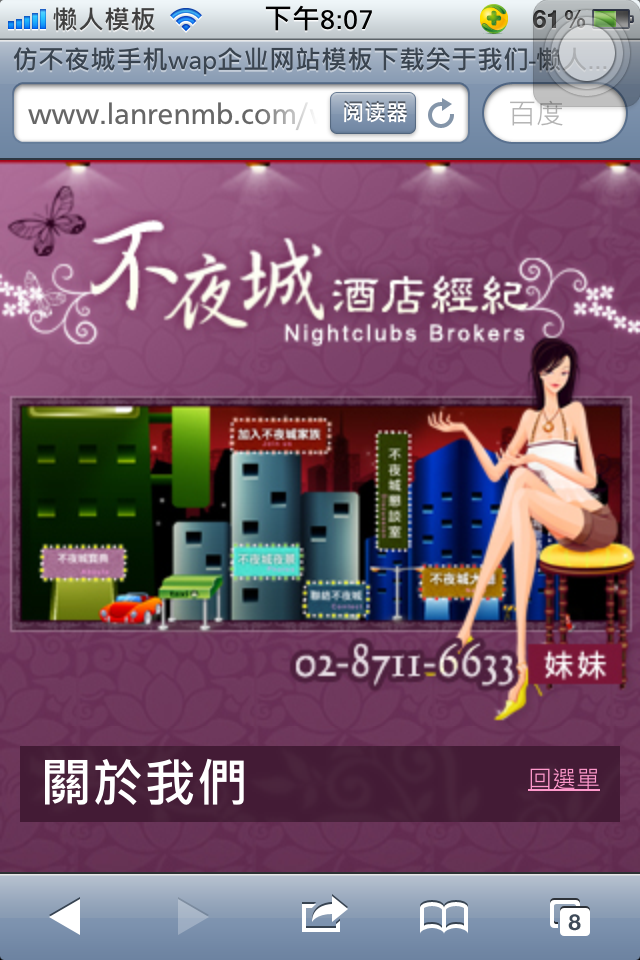 懒人模板 下午8:07 61%
仿不夜城手机wap企业网站模板下载关于我们-懒人...
www.lanrenmb.com/ 阅读器 百度
不夜城酒店經紀
Nightclubs Brokers
加入不夜城家族
不夜城懇談室
不夜城寶典
不夜城夜景
聯絡不夜城
Contact
不夜城大
02-8711-6633 妹妹
關於我們 回選單
8